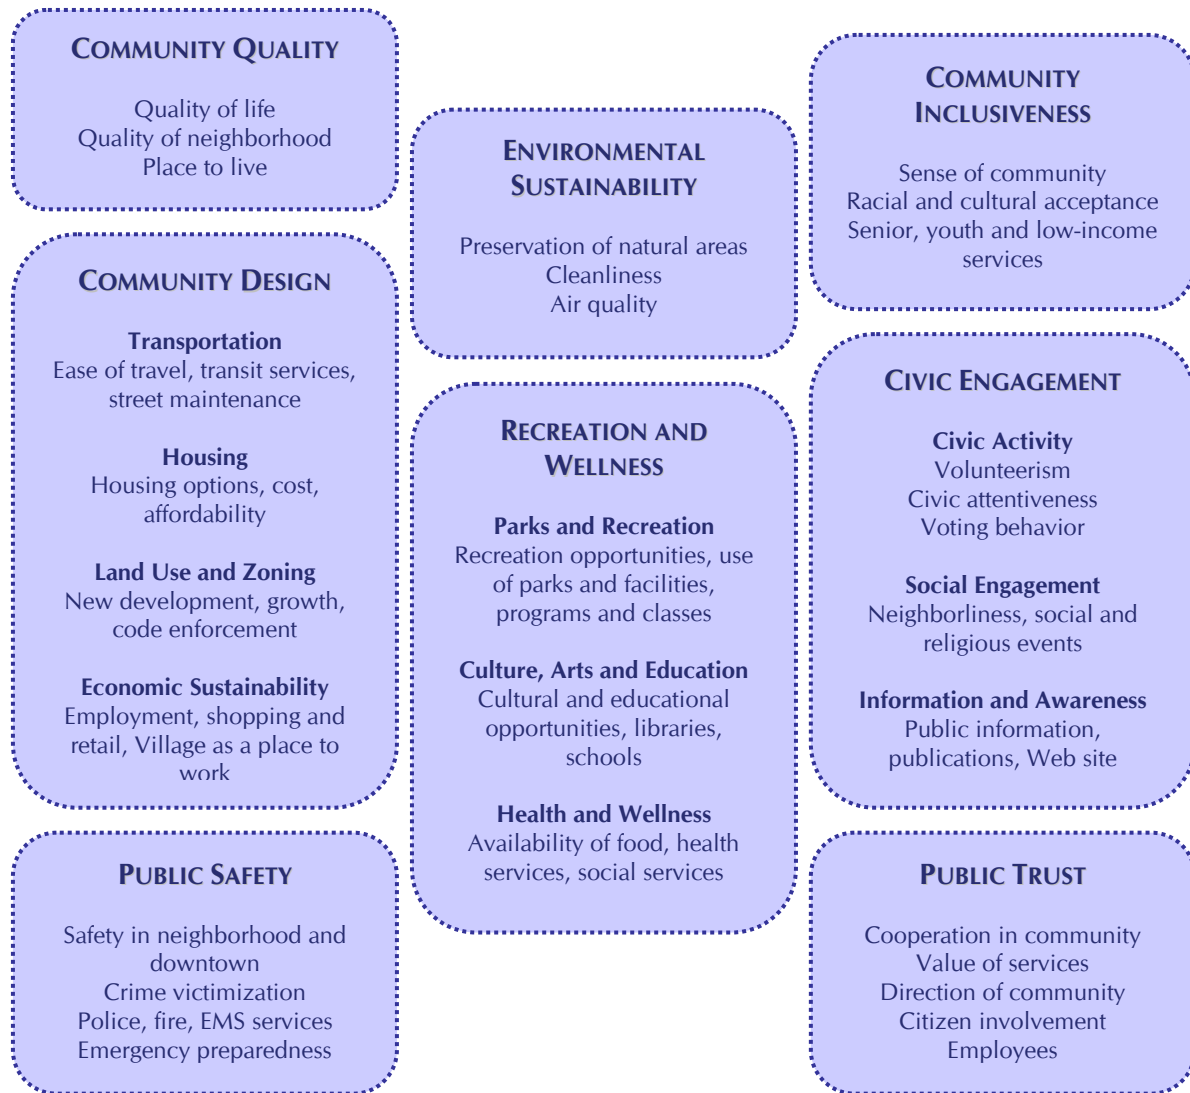 COMMUNITY QUALITY
Quality of life
Quality of neighborhood
Place to live
COMMUNITY DESIGN
Transportation
Ease of travel, transit services,
street maintenance
Housing
Housing options, cost,
affordability
Land Use and Zoning
New development, growth,
code enforcement
Economic Sustainability
Employment, shopping and
retail, Village as a place to
work
PUBLIC SAFETY
Safety in neighborhood and
downtown
Crime victimization
Police, fire, EMS services
Emergency preparedness
ENVIRONMENTAL
SUSTAINABILITY
Preservation of natural areas
Cleanliness
Air quality
RECREATION AND
WELLNESS
Parks and Recreation
Recreation opportunities, use
of parks and facilities,
programs and classes
Culture, Arts and Education
Cultural and educational
opportunities, libraries,
schools
Health and Wellness
Availability of food, health
services, social services
COMMUNITY
INCLUSIVENESS
Sense of community
Racial and cultural acceptance
Senior, youth and low-income
services
CIVIC ENGAGEMENT
Civic Activity
Volunteerism
Civic attentiveness
Voting behavior
Social Engagement
Neighborliness, social and
religious events
Information and Awareness
Public information,
publications, Web site
PUBLIC TRUST
Cooperation in community
Value of services
Direction of community
Citizen involvement
Employees